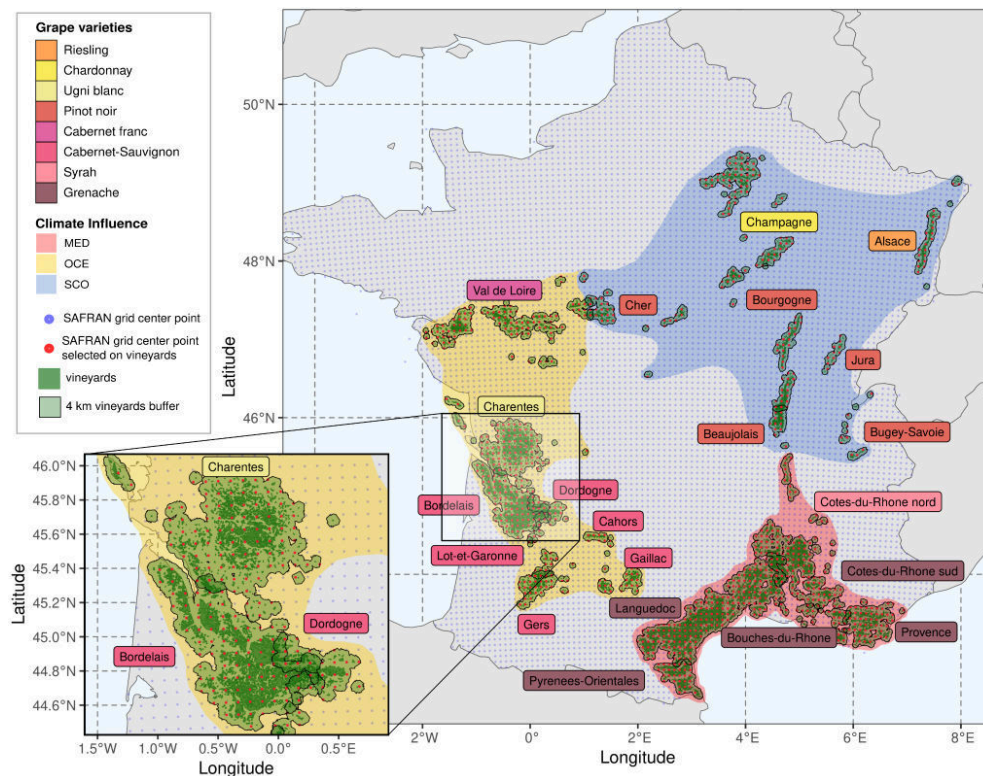 Grape varieties
Riesling
Chardonnay
Ugni blanc
Pinot noir
Cabernet franc
Cabernet-Sauvignon
Syrah
Grenache
Climate Influence
MED
OCE
SCO
SAFRAN grid center point
SAFRAN grid center point
selected on vineyards
vineyards
4 km vineyards buffer
50°N
48°N
46°N
Latitude
Champagne
Alsace
Val de Loire
Cher
Bourgogne
Jura
Charentes
Beaujolais
Bugey-Savoie
Bordelais
Dordogne
Cotes-du-Rhone nord
Cahors
Lot-et-Garonne
Gaillac
Cotes-du-Rhone sud
Languedoc
Gers
Bouches-du-Rhone
Provence
Pyrenees-Orientales
2°W
0°
4°E
6°E
8°E
Longitude
46.0°N
45.8°N
45.6°N
45.4°N
45.2°N
45.0°N
44.8°N
44.6°N
Latitude
Charentes
Dordogne
Bordelais
1.5°W
1.0°W
0.5°W
0.0°
0.5°E
Longitude